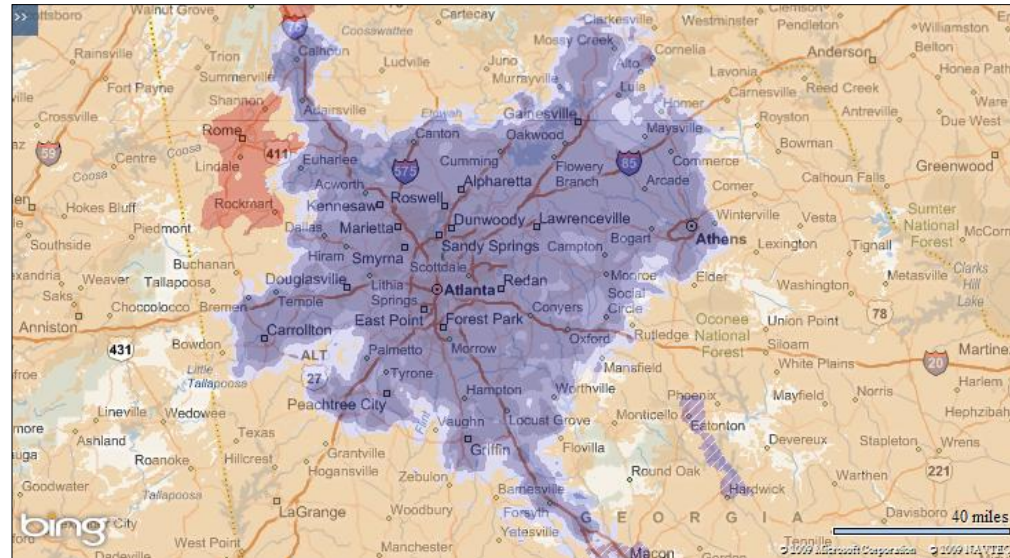 >>
Scottsboro
Walnut Grove
Cartecay
Clarkesville
Westminster
Clemson
Pendleton
Williamston
75
Coosawattee
Mossy Creek
Cornelia
Anderson
Belton
Rainsville
Trion
Calhoun
Ludville
Juno
Alto
Honea Path
Fort Payne
Summerville
Murrayville
Lula
Lavonia
Carnesville
Reed Creek
Crossville
Shannon
Adairsville
Etowah
Gainesville
Homer
Antreville
Ware
Rome
Canton
Oakwood
Maysville
Royston
Due West
59
Centre
Coosa
Lindale
411
Euharlee
575
Cumming
Flowery
Branch
85
Commerce
Bowman
Greenwood
Hokes Bluff
Rockmart
Acworth
Kennesaw
Roswell
Alpharetta
Arcade
Comer
Calhoun Falls
Piedmont
Dallas
Marietta
Dunwoody
Lawrenceville
Winterville
Vesta
Sumter
National
Forest
McCorm
Southside
Hiram
Smyrna
Sandy Springs
Campton
Bogart
Athens
Lexington
Tignall
Alexandria
Weaver
Buchanan
Tallapoosa
Douglasville
Scottdale
Redan
Monroe
Elder
Washington
Metasville
Clarks
Hill
Lake
Saks
Choccolocco
Bremen
Temple
Lithia
Springs
Atlanta
Conyers
Social
Circle
Oconee
National
Forest
Union Point
78
Anniston
Carrollton
East Point
Forest Park
Oxford
Rutledge
Siloam
431
Bowdon
ALT
27
Palmetto
Morrow
Mansfield
White Plains
20
Martinez
Little
Tallapoosa
Tyrone
Hampton
Worthville
Phoenix
Mayfield
Norris
Harlem
Lineville
Wedowee
Peachtree City
Flint
Vaughn
Locust Grove
Monticello
Eatonton
Hephzibah
Ashland
Texas
Griffin
Flovilla
Devereux
Stapleton
Wrens
Roanoke
Hillcrest
Grantville
Hogansville
Zebulon
Round Oak
Warthen
221
Goodwater
Tallapoosa
LaGrange
Woodbury
Barnesville
Forsyth
Hardwick
GEORGIA
Davisboro
bing
City
West Point
Manchester
Yatesville
Macon
40 miles
Dadeville
© 2009 Microsoft Corporation
© 2009 NAVTEQ